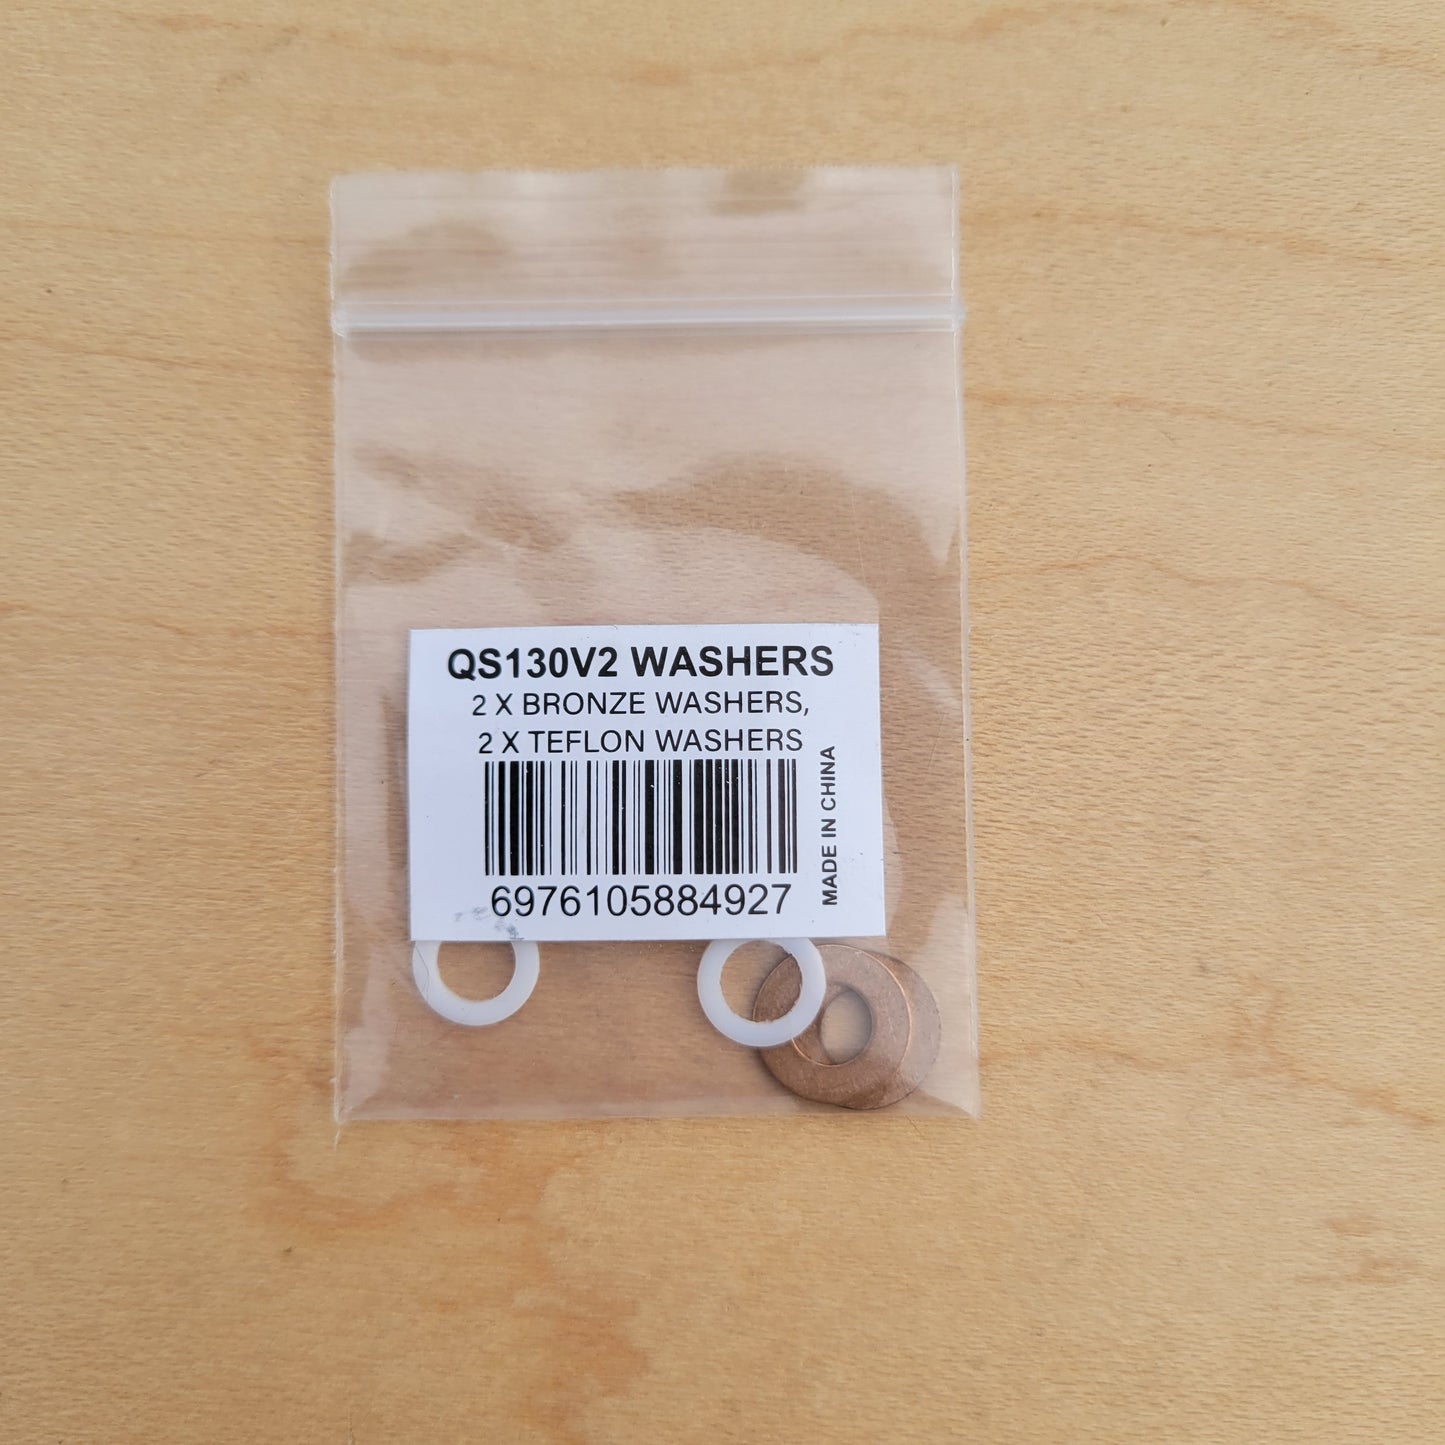 QS130V2 WASHERS
2 X BRONZE WASHERS,
2 X TEFLON WASHERS
6976105884927
MADE IN CHINA